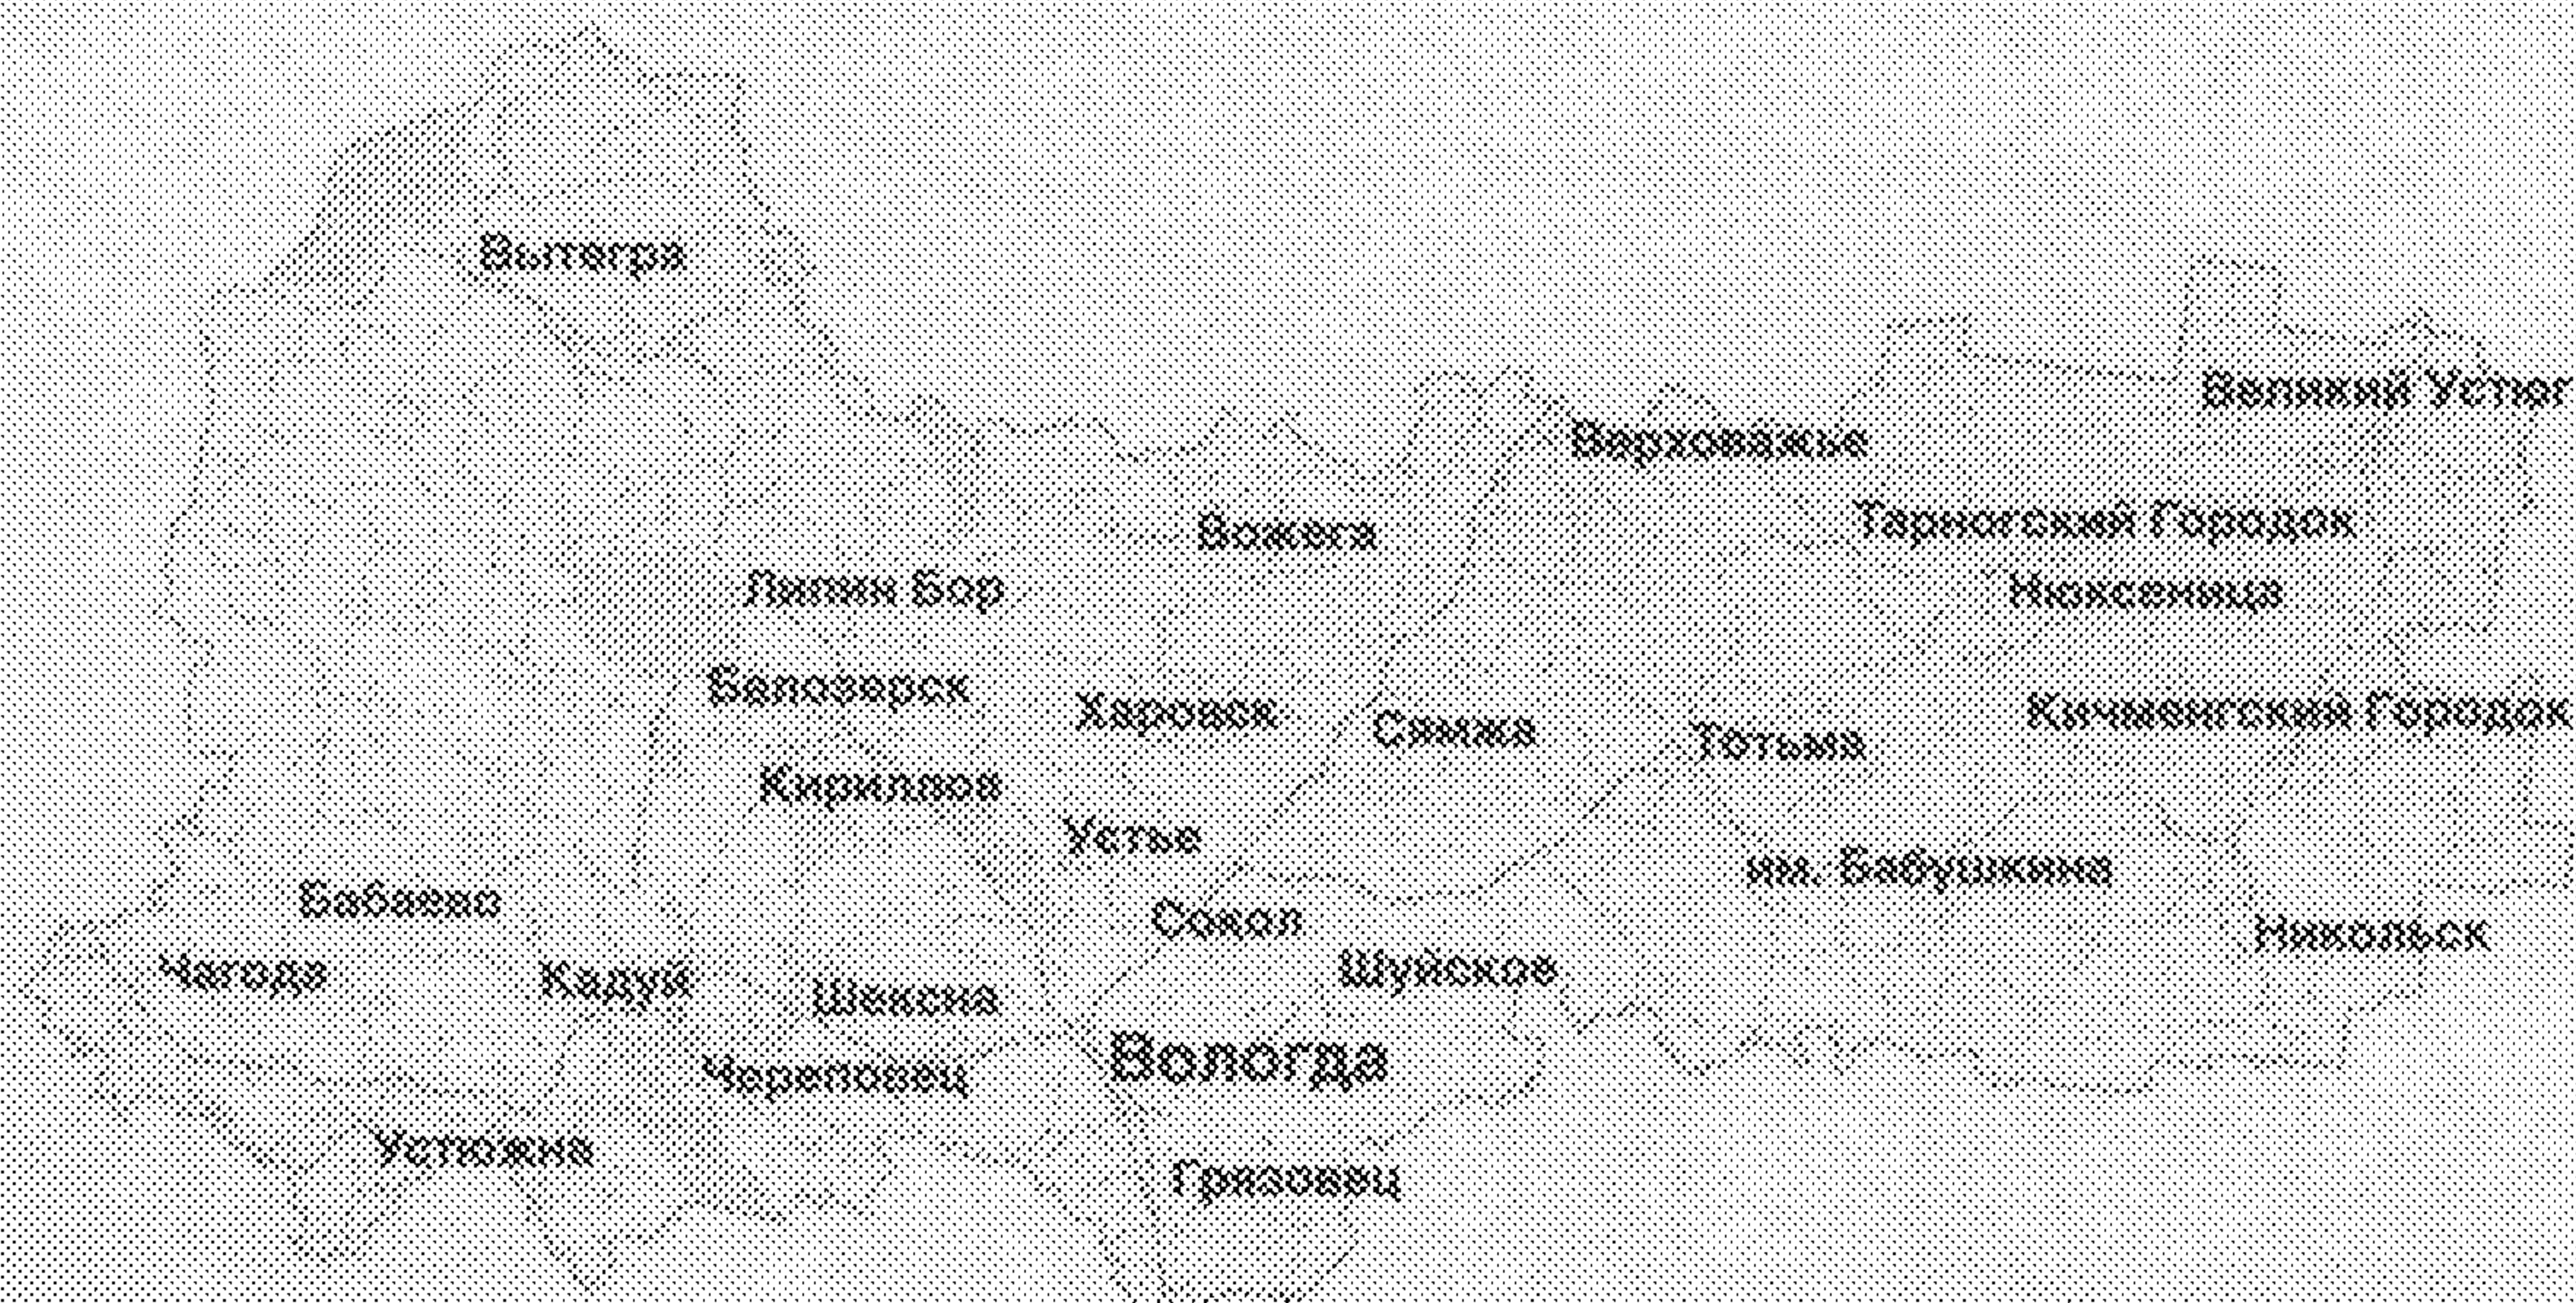 Вытегра
Великий Устюг
Верховажье
Тарногский Городок
Вожега
Липин Бор
Нюксеница
Белозерск
Харовск
Сямжа
Тотьма
Кичменгский Городок
Кириллов
Устье
им. Бабушкина
Бабаево
Сокол
Никольск
Чагода
Кадуй
Шексна
Шуйское
Вологда
Череповец
Устюжна
Грязовец